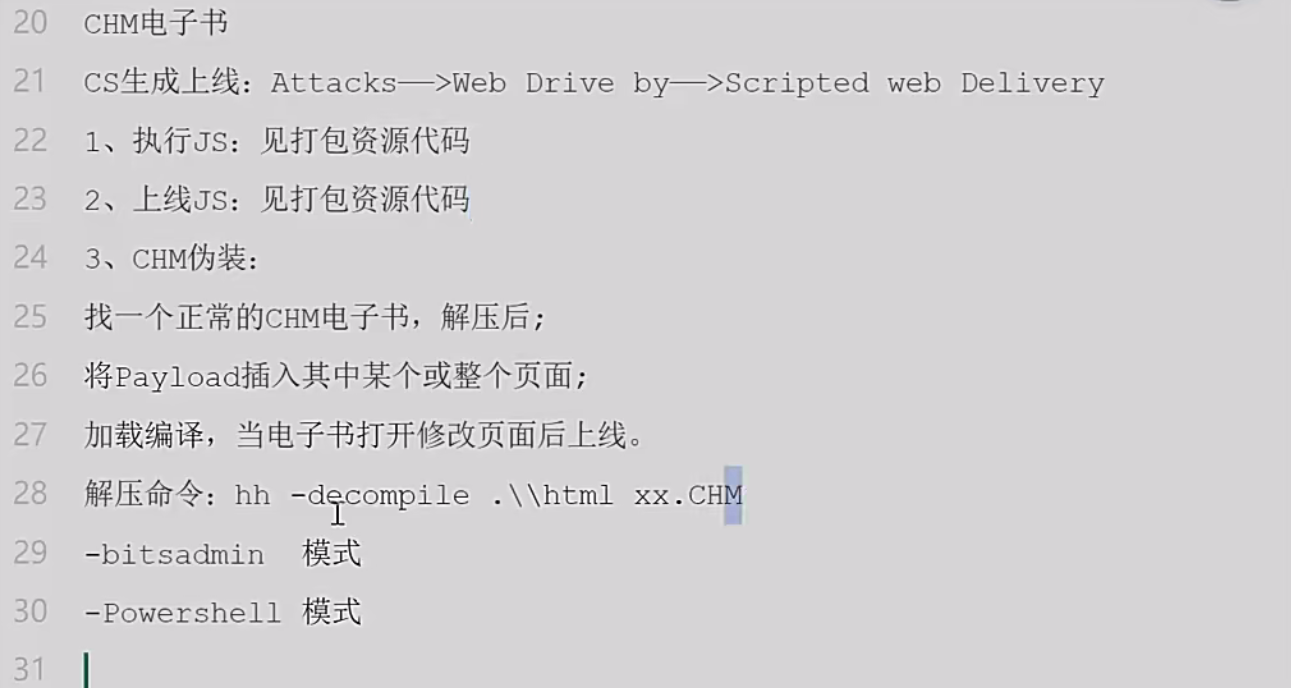 20 CHM电子书
21 CS生成上线：Attacks——>Web Drive by——>Scripted web Delivery
22 1、执行JS：见打包资源代码
23 2、上线JS：见打包资源代码
24 3、CHM伪装：
25 找一个正常的CHM电子书，解压后；
26 将Payload插入其中某个或整个页面；
27 加载编译，当电子书打开修改页面后上线。
28 解压命令：hh -decompile .\\html xx.CHM
29 -bitsadmin 模式
30 -Powershell 模式
31